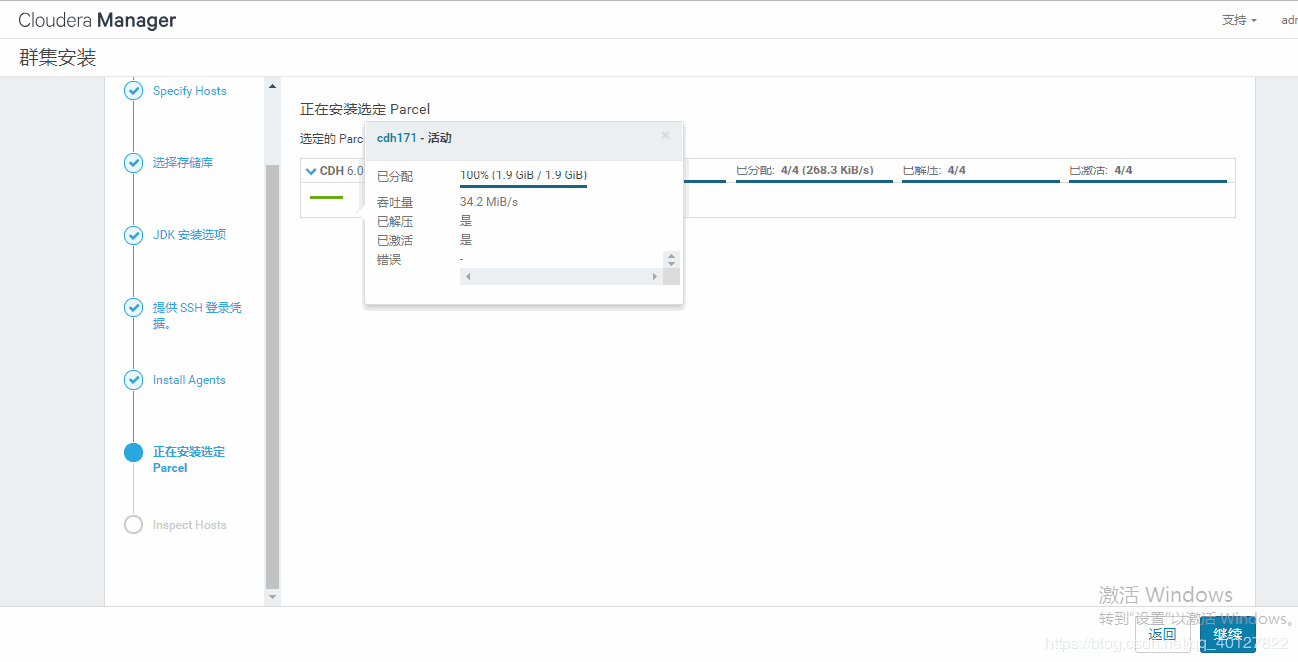 Cloudera Manager
支持
adr
群集安装
Specify Hosts
选择存储库
JDK 安装选项
提供 SSH 登录凭
据。
Install Agents
正在安装选定
Parcel
Inspect Hosts
正在安装选定 Parcel
选定的 Parc
cdh171 - 活动
已分配 100% (1.9 GiB / 1.9 GiB)
吞吐量 34.2 MiB/s
已解压 是
已激活 是
错误 -
CDH 6.0
已分配: 4/4 (268.3 KiB/s)
已解压: 4/4
已激活: 4/4
激活 Windows
转到"设置"以激活 Windows。
返回
继续
https://blog.csdn.net/qq_40127822